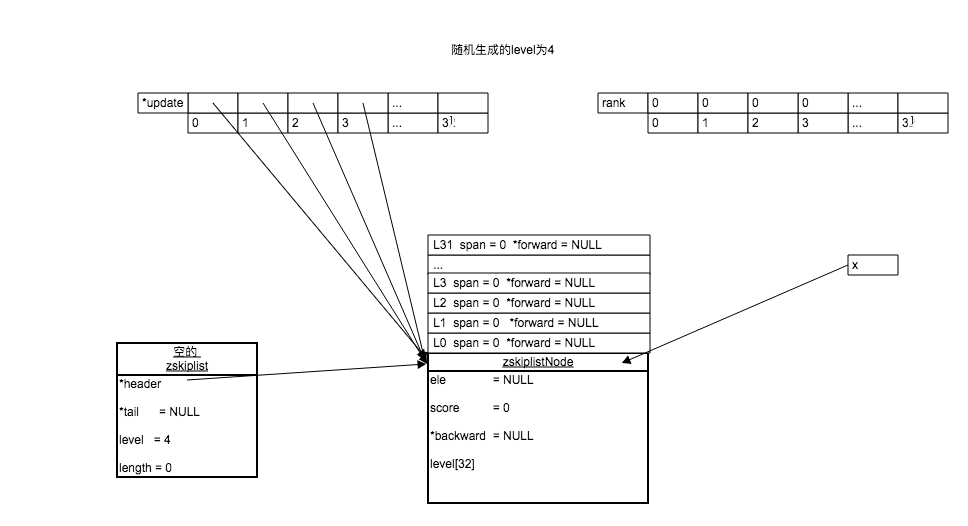 随机生成的level为4
*update ...
0 1 2 3 ... 31
rank 0 0 0 0 ...
0 1 2 3 ... 31
L31 span = 0 *forward = NULL
...
L3 span = 0 *forward = NULL
L2 span = 0 *forward = NULL
L1 span = 0 *forward = NULL
L0 span = 0 *forward = NULL
x
空的
zskiplist
*header
*tail = NULL
level = 4
length = 0
zskiplistNode
ele = NULL
score = 0
*backward = NULL
level[32]